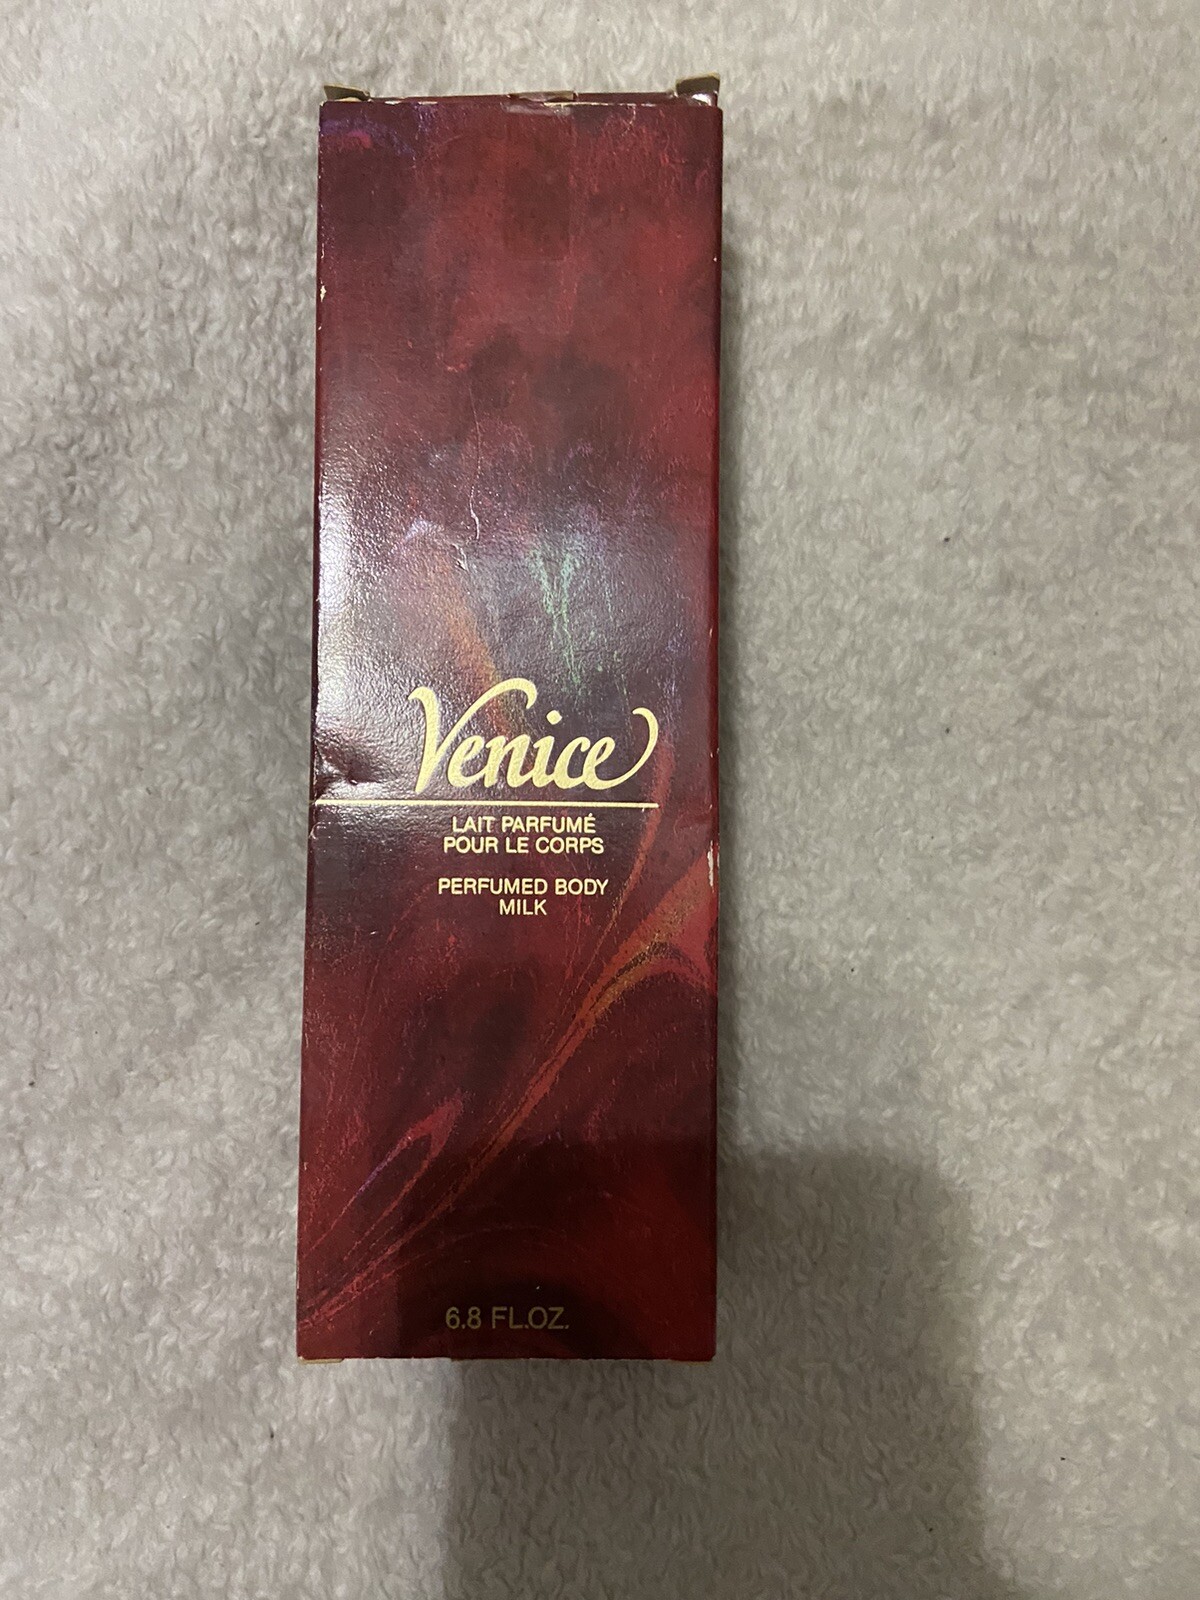 Venice
LAIT PARFUMÉ
POUR LE CORPS
PERFUMED BODY
MILK
6.8 FL.OZ.